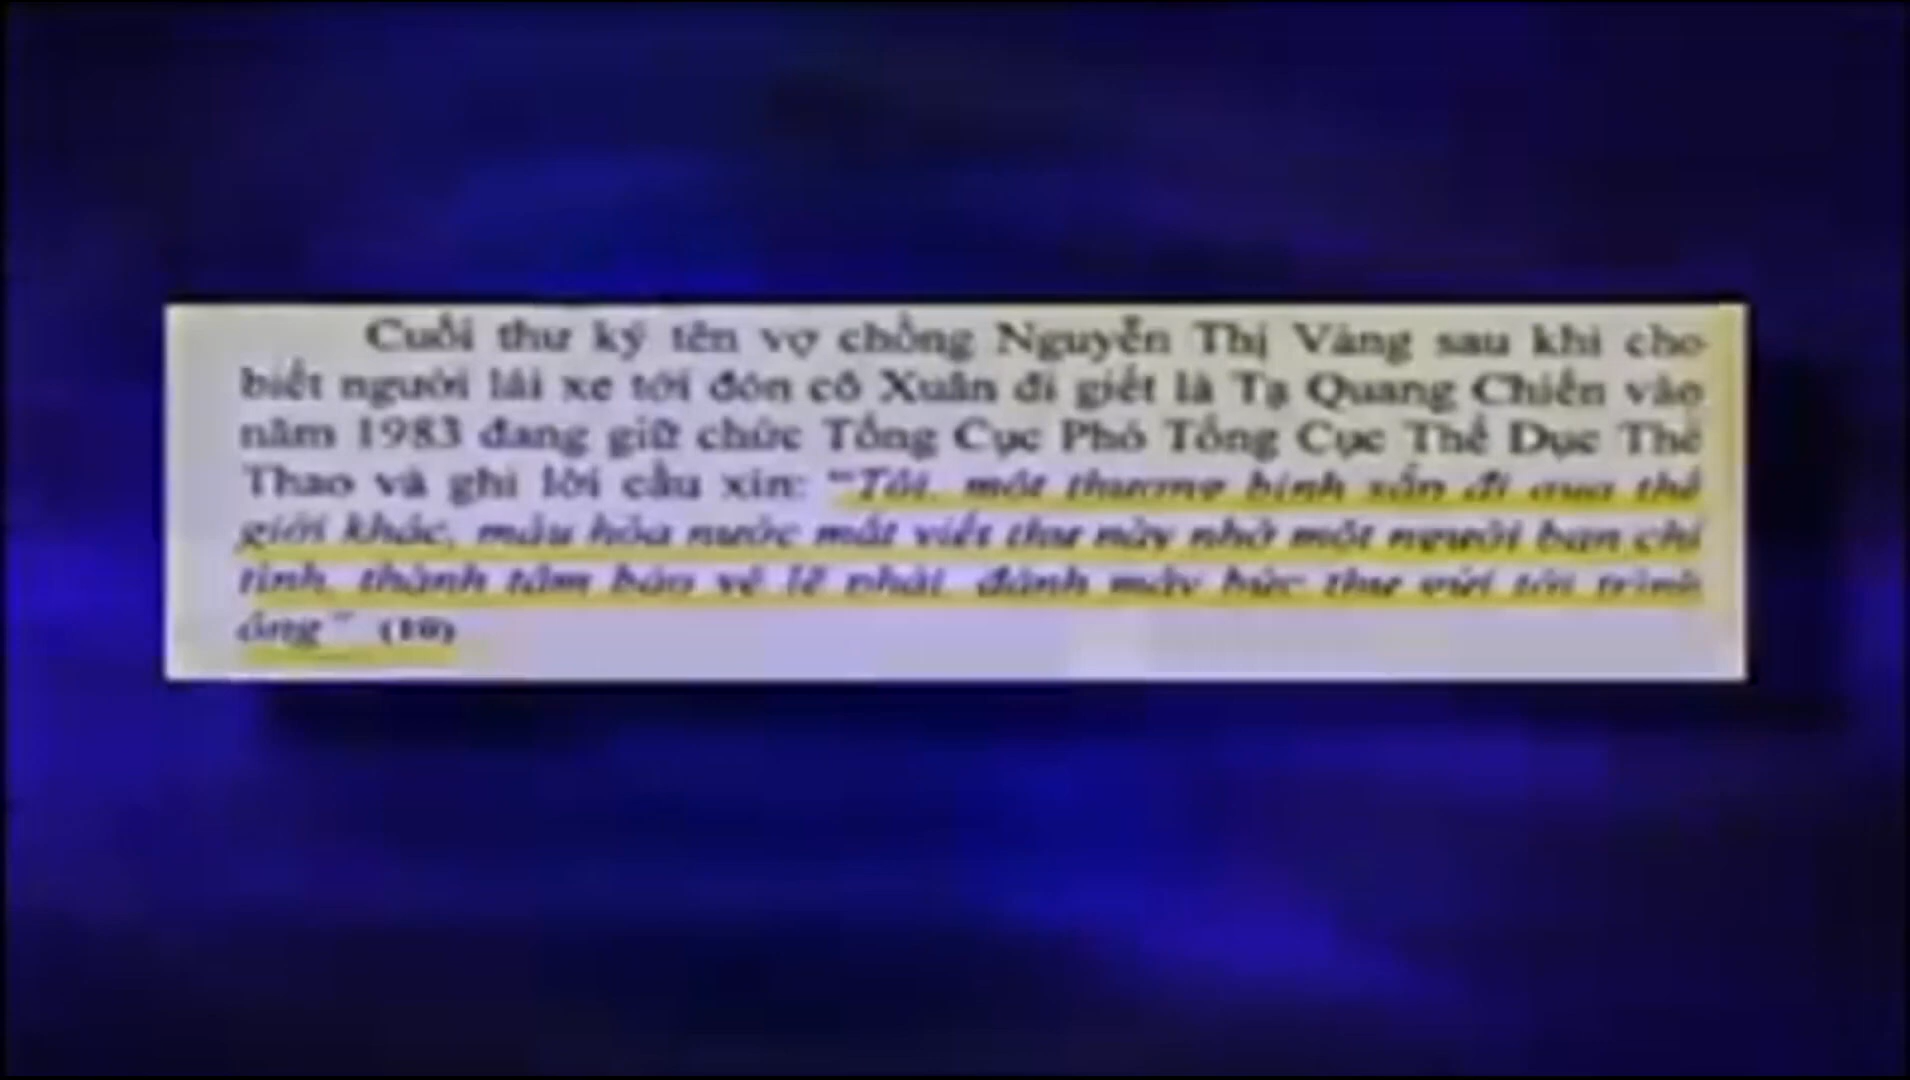 Cuối thư ký tên vợ chồng Nguyễn Thị Vàng sau khi cho
biết người lái xe tới đón cô Xuân đi giết là Tạ Quang Chiến vào
năm 1983 đang giữ chức Tổng Cục Phó Tổng Cục Thể Dục Thể
Thao và ghi lời cầu xin: “Tôi, một thương binh sắp đi qua thế
giới khác, máu hòa nước mắt viết thư này nhờ một người bạn chí
tình, thành tâm bảo vệ lẽ phải, đánh máy bức thư gửi tới trình
ông” (10)